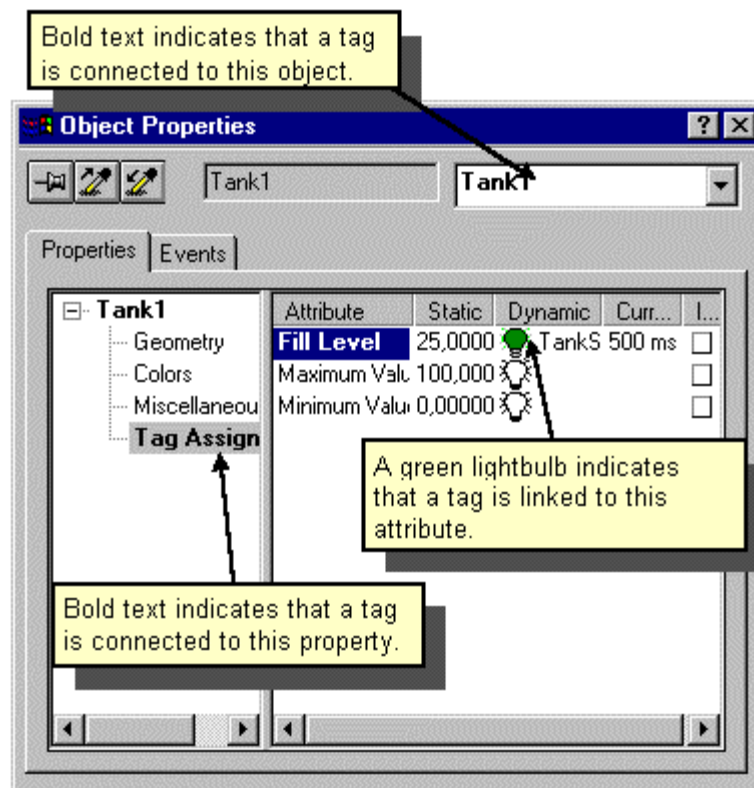 Bold text indicates that a tag
is connected to this object.
Object Properties
Tank1
Tank1
Properties
Events
Tank1
Geometry
Colors
Miscellaneou
Tag Assign
Attribute Static Dynamic Curr... I...
Fill Level 25,0000 TankS 500 ms
Maximum Valu 100,000
Minimum Valu 0,00000
A green lightbulb indicates
that a tag is linked to this
attribute.
Bold text indicates that a tag
is connected to this property.